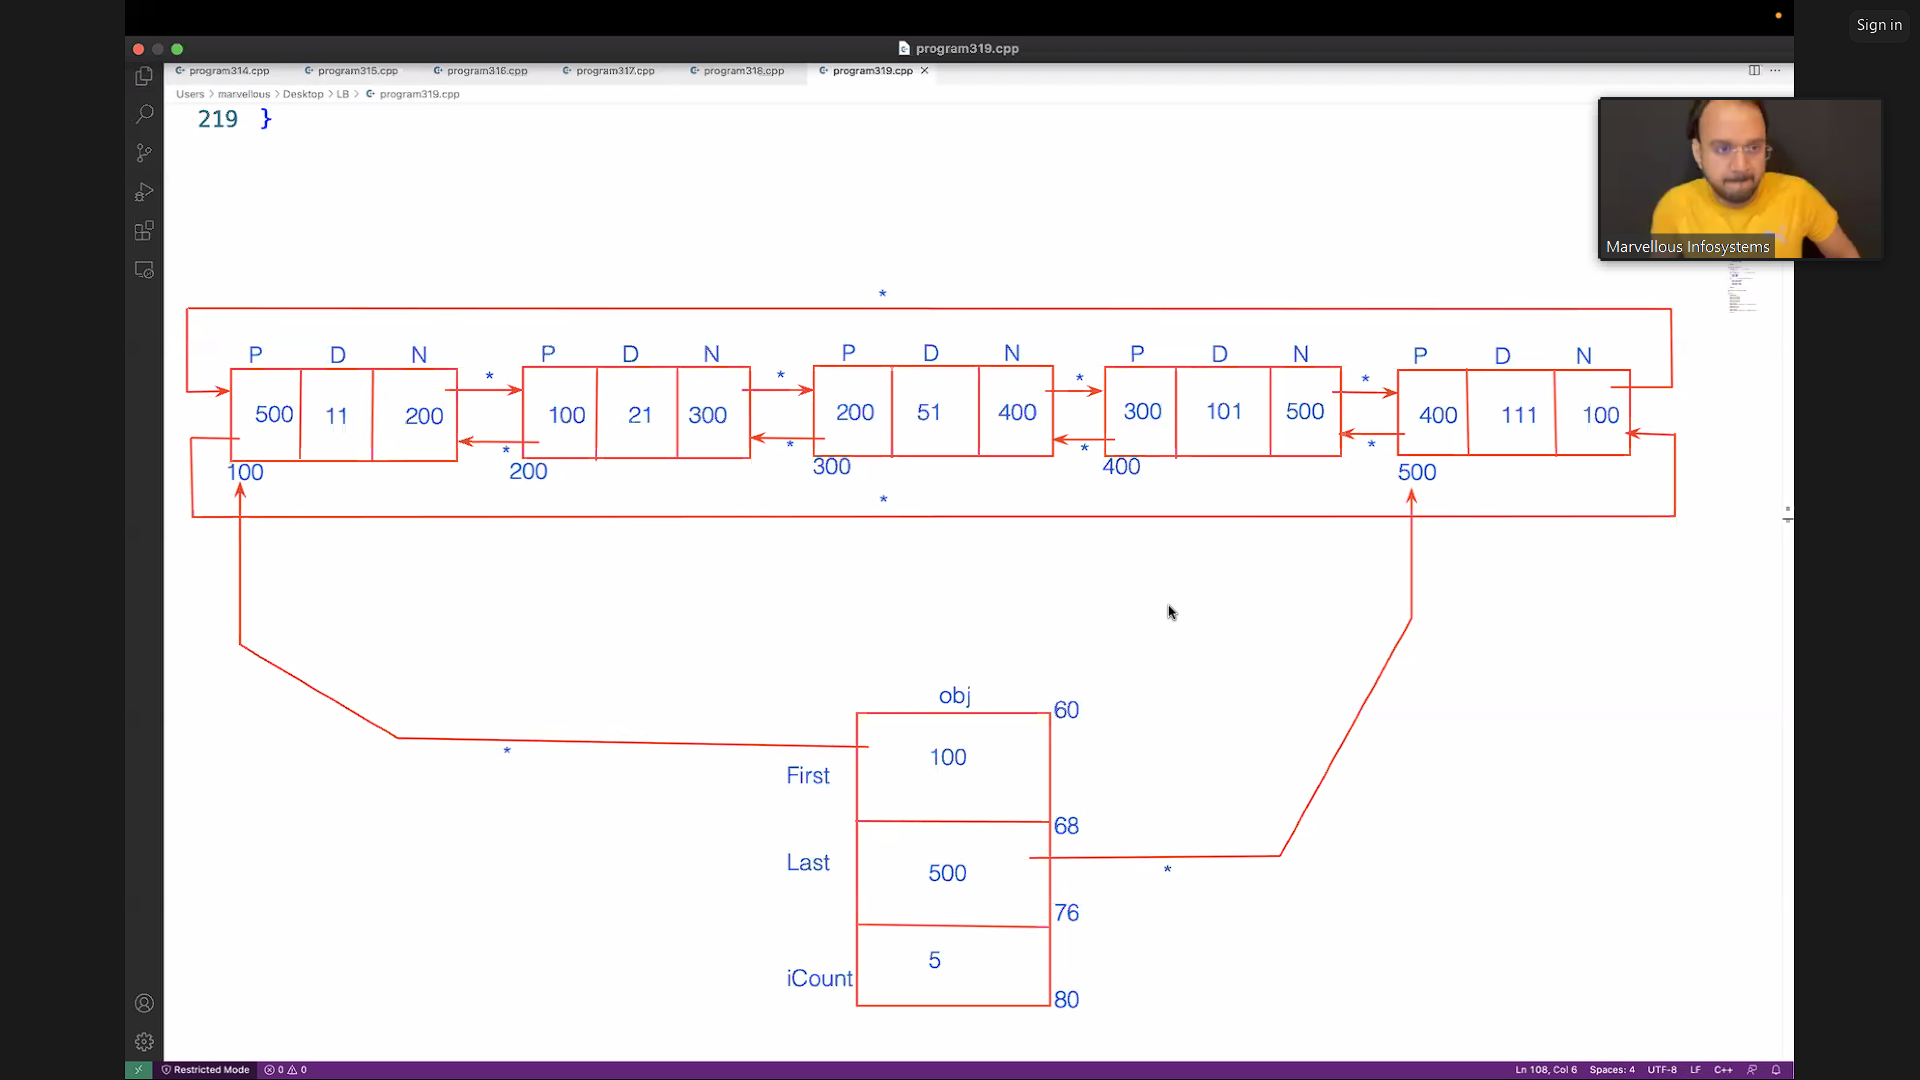 Sign in
program319.cpp
program314.cpp program315.cpp program316.cpp program317.cpp program318.cpp program319.cpp
Users > marvellous > Desktop > LB > program319.cpp
219 }
Marvellous Infosystems
*
P D N P D N P D N P D N P D N
* * * *
500 11 200 100 21 300 200 51 400 300 101 500 400 111 100
* * * *
100 200 300 400 500
*
obj
60
100
*
First
68
Last
500
*
76
5
iCount
80
Restricted Mode 0 0 Ln 108, Col 6 Spaces: 4 UTF-8 LF C++